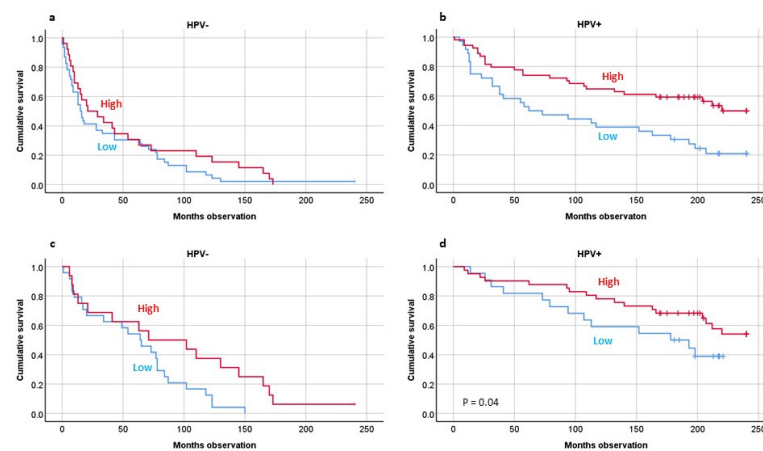 a
HPV-
Cumulative survival
1.0
0.8
0.6
0.4
0.2
0.0
High
Low
0 50 100 150 200 250
Months observation
b
HPV+
Cumulative survival
1.0
0.8
0.6
0.4
0.2
0.0
0 50 100 150 200 250
Months observaton
c
HPV-
Cumulative survival
1.0
0.8
0.6
0.4
0.2
0.0
High
Low
0 50 100 150 200 250
Months observation
d
HPV+
Cumulative survival
1.0
0.8
0.6
0.4
0.2
0.0
High
Low
P = 0.04
0 50 100 150 200 250
Months observation